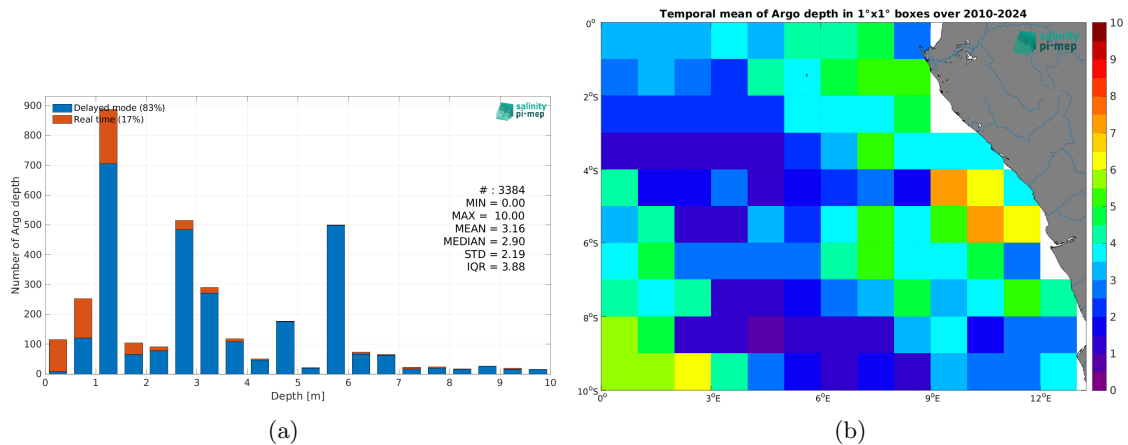 Temporal mean of Argo depth in 1°x1° boxes over 2010-2024
Number of Argo depth
900
800
700
600
500
400
300
200
100
0
Delayed mode (83%)
Real time (17%)
salinity
pi-mep
# : 3384
MIN = 0.00
MAX = 10.00
MEAN = 3.16
MEDIAN = 2.90
STD = 2.19
IQR = 3.88
1 2 3 4 5 6 7 8 9 10
Depth [m]
(a)
0°
2°S
4°S
6°S
8°S
10°S
0° 3°E 6°E 9°E 12°E
salinity
pi-mep
10
9
8
7
6
5
4
3
2
1
0
(b)